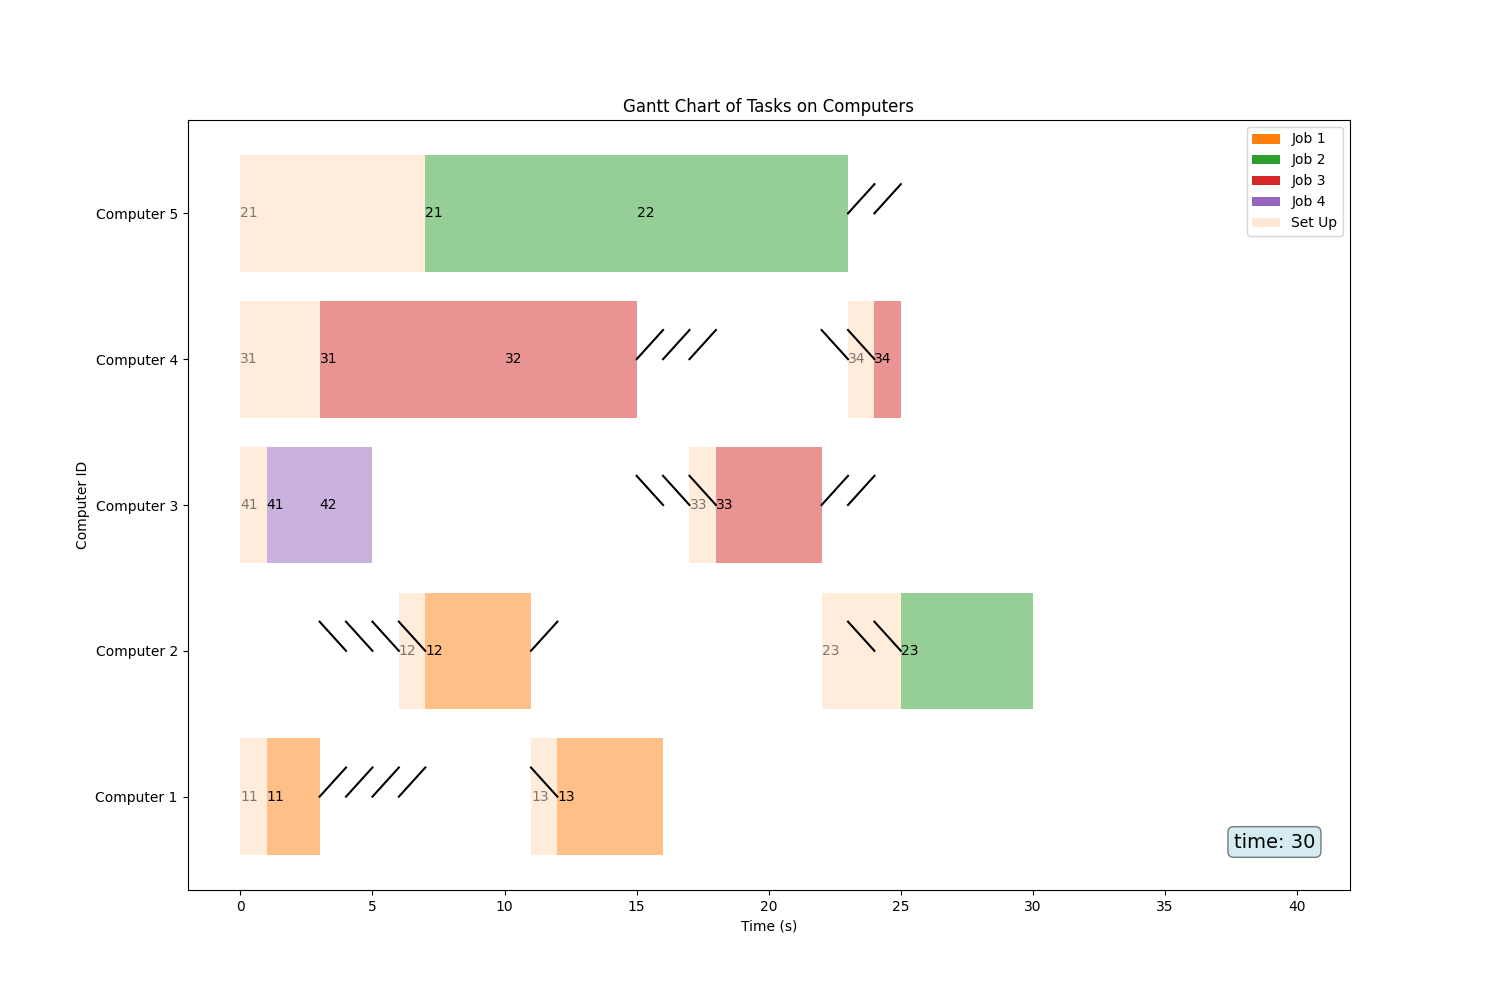 Gantt Chart of Tasks on Computers
Job 1
Job 2
Job 3
Job 4
Set Up
Computer 5
21
21
22
Computer 4
31
31
32
34
34
Computer 3
41
41
42
33
33
Computer 2
12
12
23
23
Computer 1
11
11
13
13
Computer ID
time: 30
0 5 10 15 20 25 30 35 40
Time (s)